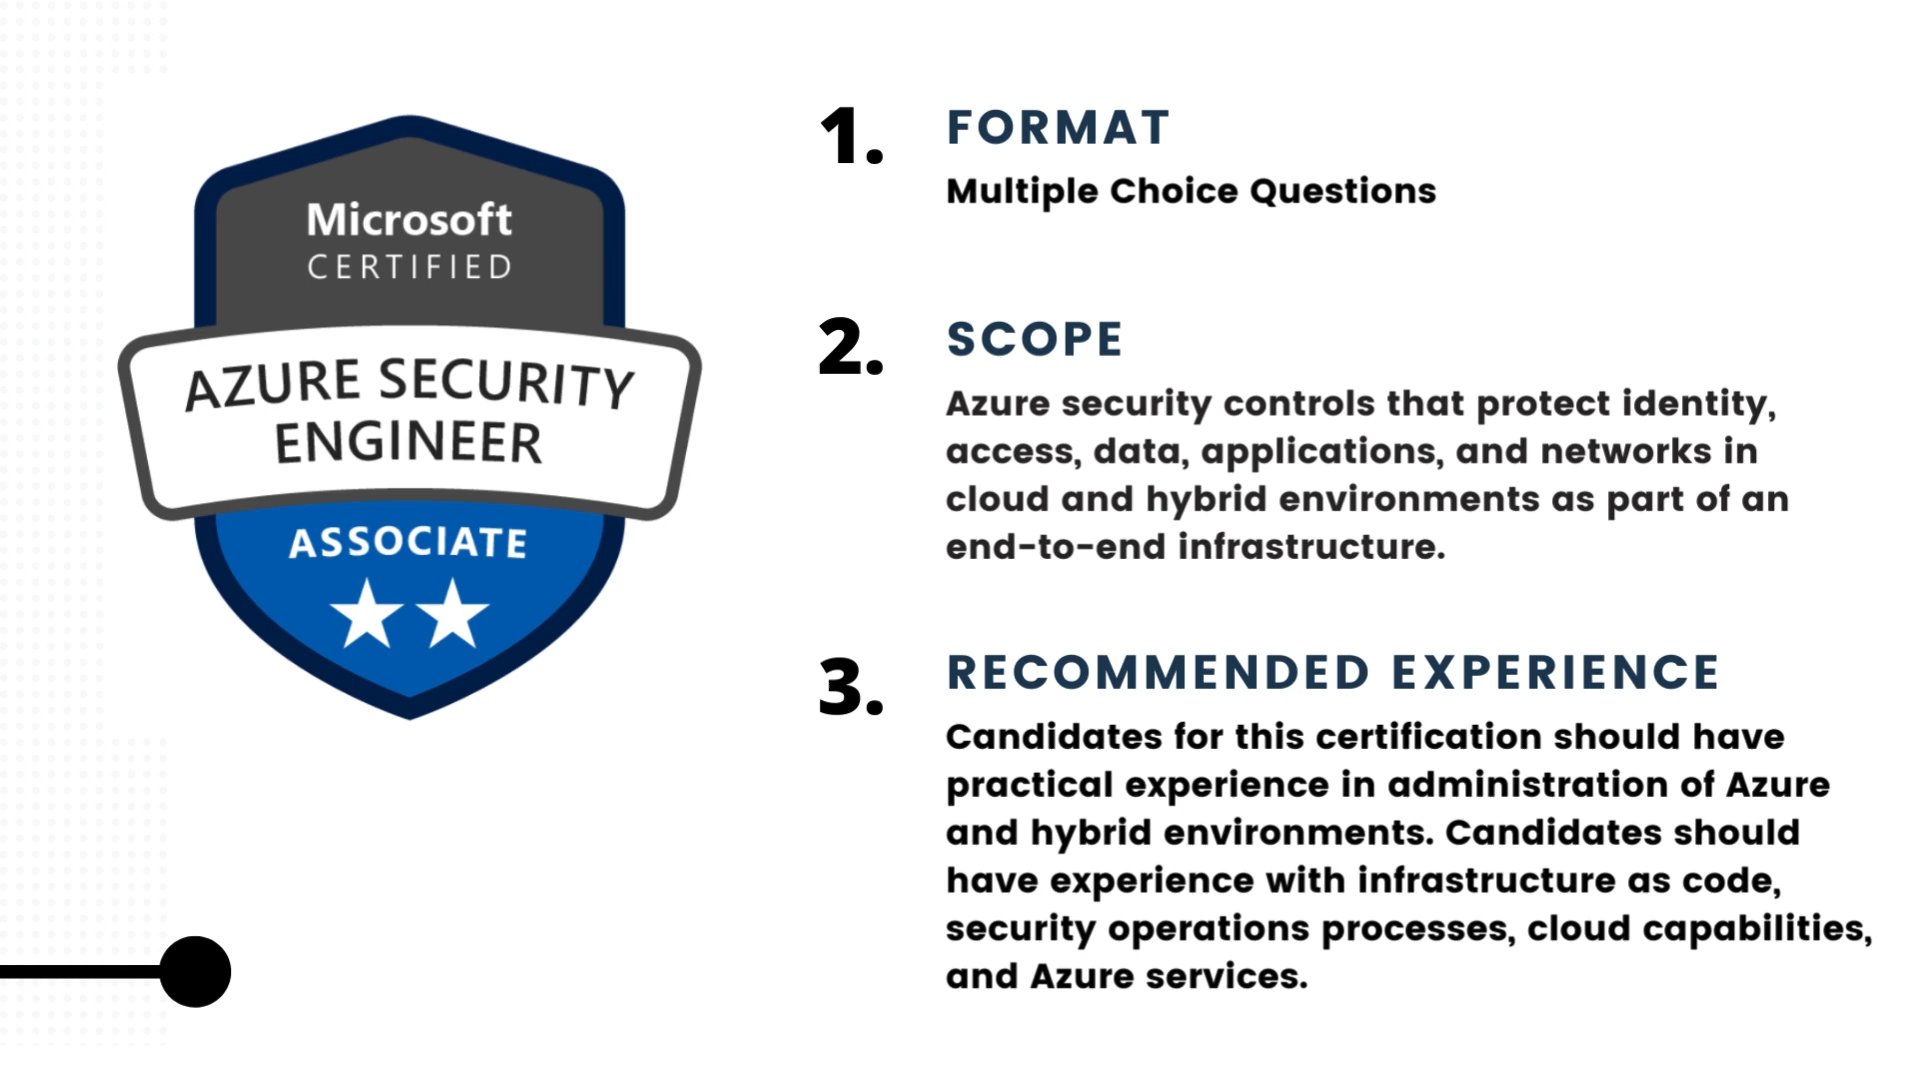 Microsoft
CERTIFIED
AZURE SECURITY
ENGINEER
ASSOCIATE
1.
FORMAT
Multiple Choice Questions
2.
SCOPE
Azure security controls that protect identity,
access, data, applications, and networks in
cloud and hybrid environments as part of an
end-to-end infrastructure.
3.
RECOMMENDED EXPERIENCE
Candidates for this certification should have
practical experience in administration of Azure
and hybrid environments. Candidates should
have experience with infrastructure as code,
security operations processes, cloud capabilities,
and Azure services.